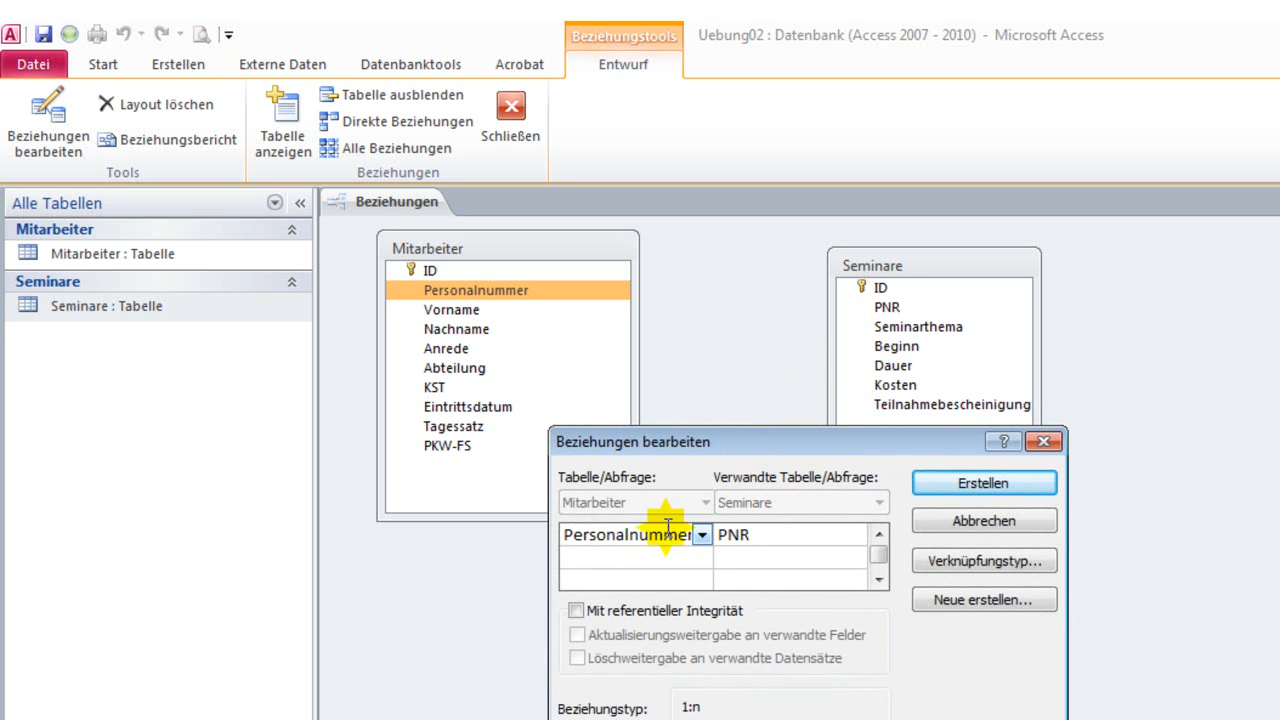 Beziehungstools
Uebung02 : Datenbank (Access 2007 - 2010) - Microsoft Access
Datei
Start
Erstellen
Externe Daten
Datenbanktools
Acrobat
Entwurf
Beziehungen bearbeiten
Layout löschen
Beziehungsbericht
Tools
Tabelle anzeigen
Tabelle ausblenden
Direkte Beziehungen
Alle Beziehungen
Schließen
Beziehungen
Alle Tabellen
Mitarbeiter
Mitarbeiter : Tabelle
Seminare
Seminare : Tabelle
Beziehungen
Mitarbeiter
ID
Personalnummer
Vorname
Nachname
Anrede
Abteilung
KST
Eintrittsdatum
Tagessatz
PKW-FS
Seminare
ID
PNR
Seminarthema
Beginn
Dauer
Kosten
Teilnahmebescheinigung
Beziehungen bearbeiten
Tabelle/Abfrage:
Verwandte Tabelle/Abfrage:
Mitarbeiter
Seminare
Personalnummer
PNR
Erstellen
Abbrechen
Verknüpfungstyp...
Neue erstellen...
Mit referentieller Integrität
Aktualisierungsweitergabe an verwandte Felder
Löschweitergabe an verwandte Datensätze
Beziehungstyp:
1:n